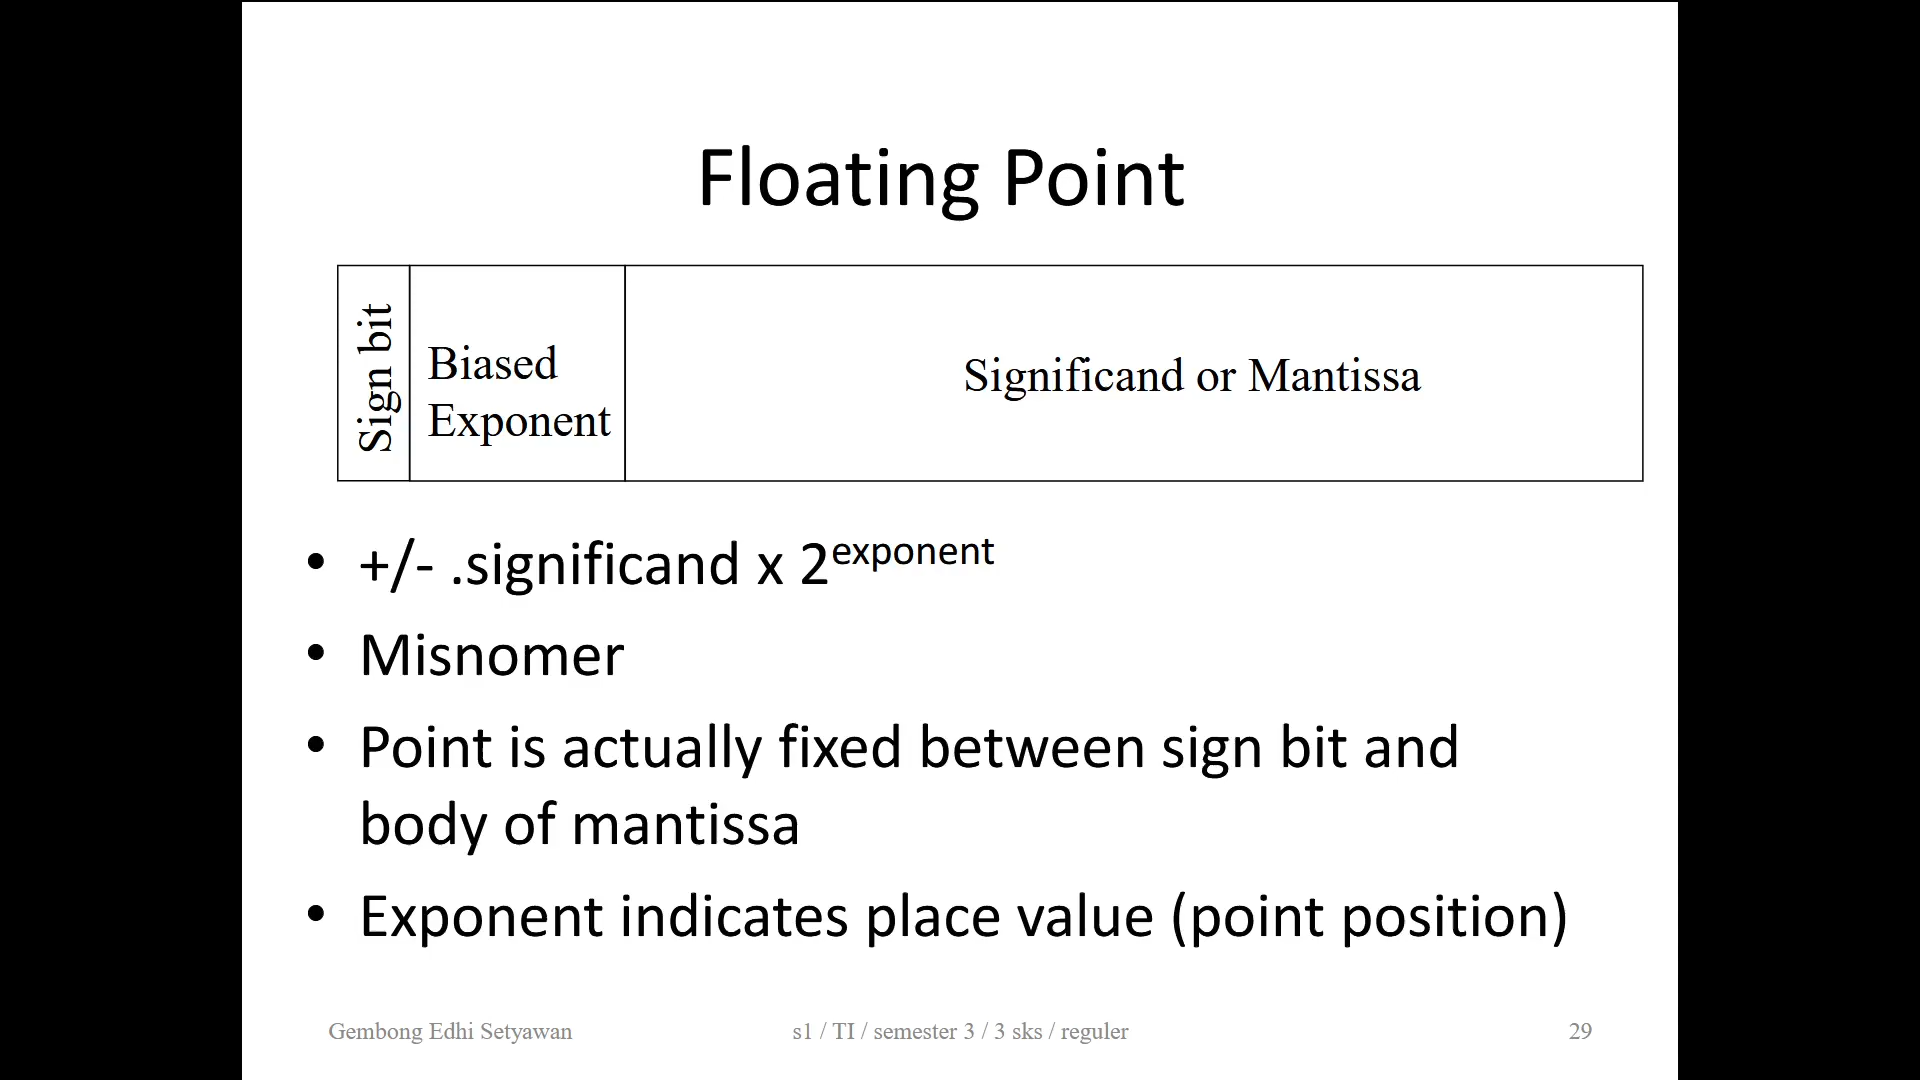 Floating Point
Sign bit
Biased
Exponent
Significand or Mantissa
• +/- .significand x 2^exponent
• Misnomer
• Point is actually fixed between sign bit and
body of mantissa
• Exponent indicates place value (point position)
Gembong Edhi Setyawan
s1 / TI / semester 3 / 3 sks / reguler
29